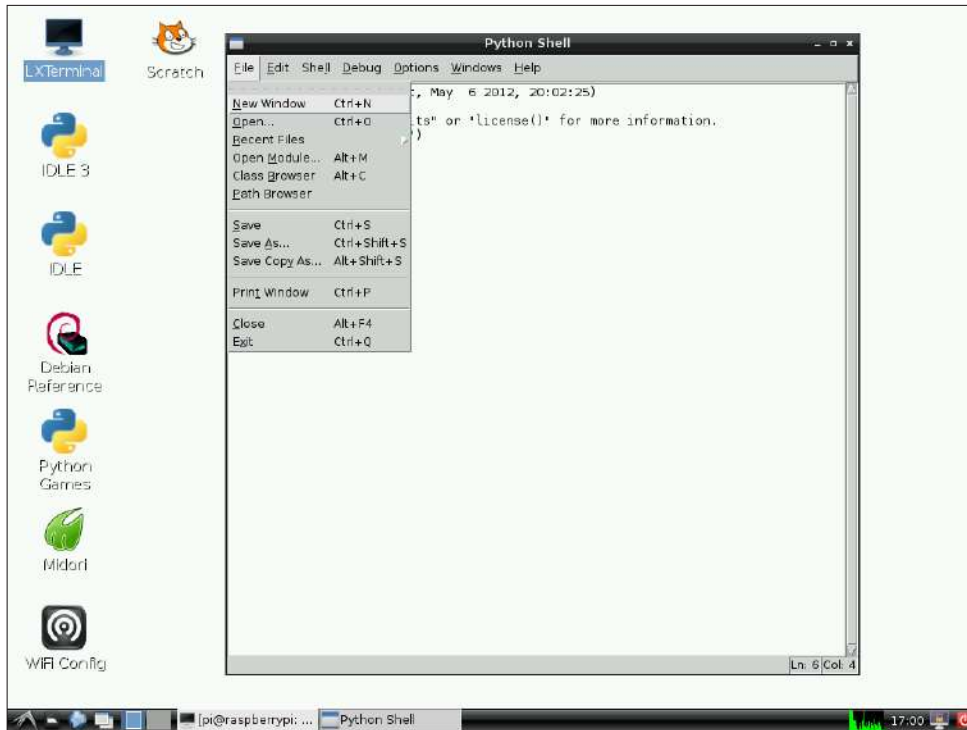 LXTerminal
Scratch
IDLE 3
IDLE
Debian
Reference
Python
Games
Midori
WiFi Config
Python Shell
File Edit Shell Debug Options Windows Help
, May 6 2012, 20:02:25)
"license()" for more information.
New Window Ctrl+N
Open... Ctrl+O
Recent Files
Open Module... Alt+M
Class Browser Alt+C
Path Browser
Save Ctrl+S
Save As... Ctrl+Shift+S
Save Copy As... Alt+Shift+S
Print Window Ctrl+P
Close Alt+F4
Exit Ctrl+Q
Ln: 6 Col: 4
[pi@raspberrypi: ...
Python Shell
17:00